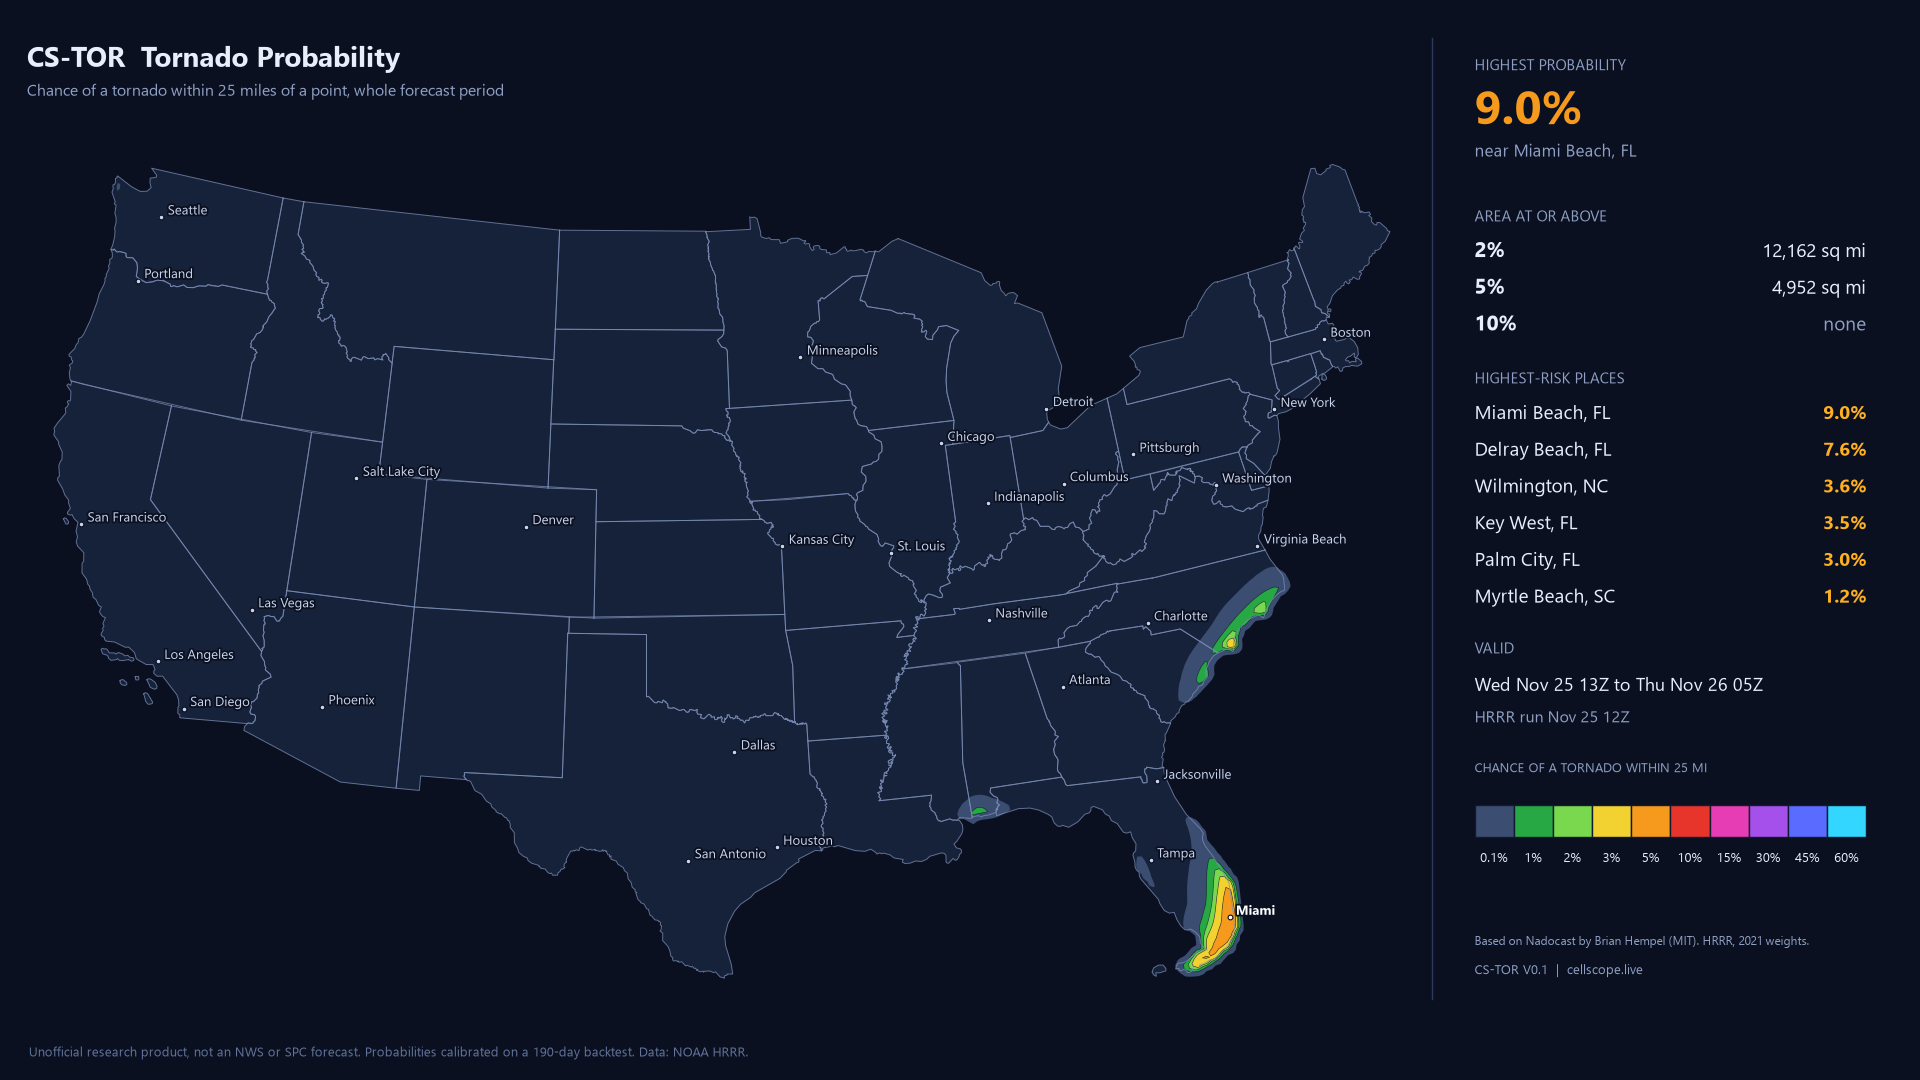 CS-TOR Tornado Probability
Chance of a tornado within 25 miles of a point, whole forecast period
Seattle
Portland
Minneapolis
Boston
Detroit
New York
Chicago
Pittsburgh
Salt Lake City
Columbus
Washington
Indianapolis
San Francisco
Denver
Kansas City
St. Louis
Virginia Beach
Las Vegas
Nashville
Charlotte
Los Angeles
Atlanta
San Diego
Phoenix
Dallas
Jacksonville
Houston
San Antonio
Tampa
Miami
HIGHEST PROBABILITY
9.0%
near Miami Beach, FL
AREA AT OR ABOVE
2% 12,162 sq mi
5% 4,952 sq mi
10% none
HIGHEST-RISK PLACES
Miami Beach, FL 9.0%
Delray Beach, FL 7.6%
Wilmington, NC 3.6%
Key West, FL 3.5%
Palm City, FL 3.0%
Myrtle Beach, SC 1.2%
VALID
Wed Nov 25 13Z to Thu Nov 26 05Z
HRRR run Nov 25 12Z
CHANCE OF A TORNADO WITHIN 25 MI
0.1% 1% 2% 3% 5% 10% 15% 30% 45% 60%
Based on Nadocast by Brian Hempel (MIT). HRRR, 2021 weights.
CS-TOR V0.1 | cellscope.live
Unofficial research product, not an NWS or SPC forecast. Probabilities calibrated on a 190-day backtest. Data: NOAA HRRR.